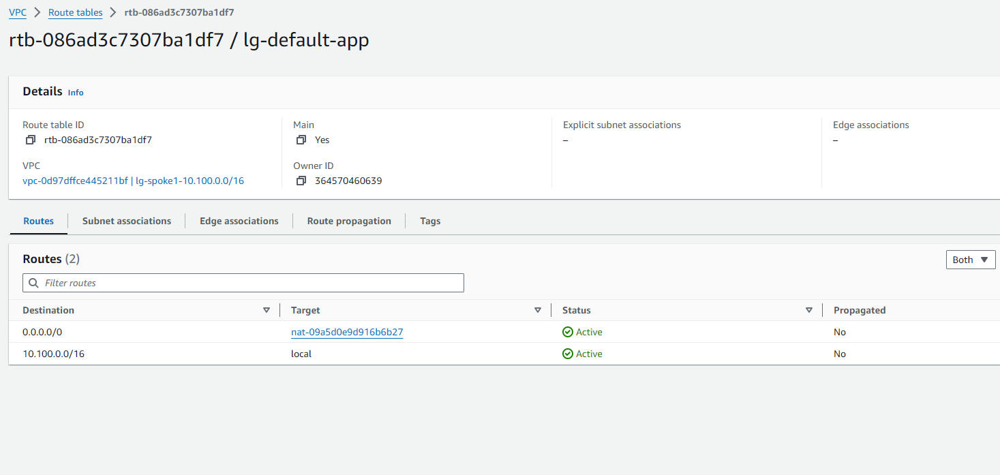 VPC > Route tables > rtb-086ad3c7307ba1df7
rtb-086ad3c7307ba1df7 / lg-default-app
Details Info
Route table ID
rtb-086ad3c7307ba1df7
VPC
vpc-0d97dffce445211bf | lg-spoke1-10.100.0.0/16
Main
Yes
Owner ID
364570460639
Explicit subnet associations
–
Edge associations
–
Routes Subnet associations Edge associations Route propagation Tags
Routes (2)
Both
Filter routes
Destination Target Status Propagated
0.0.0.0/0 nat-09a5d0e9d916b6b27 Active No
10.100.0.0/16 local Active No